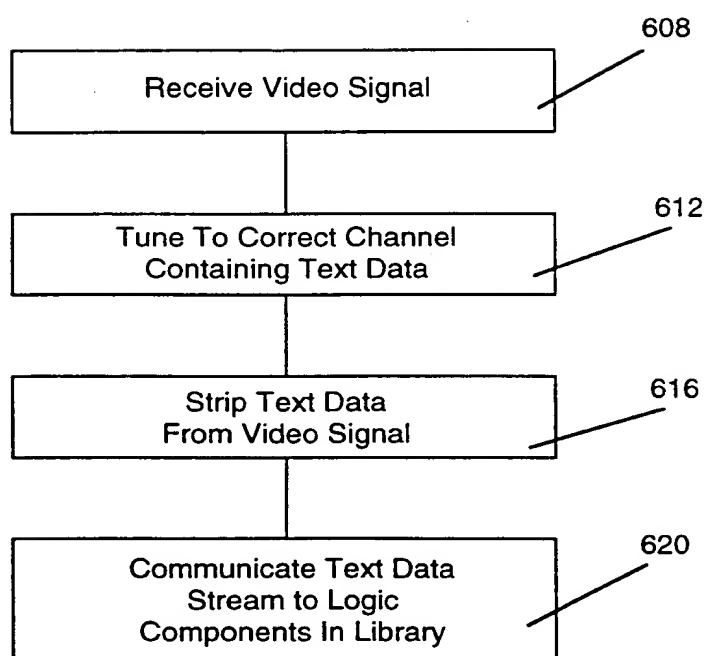 608
Receive Video Signal
612
Tune To Correct Channel
Containing Text Data
616
Strip Text Data
From Video Signal
620
Communicate Text Data
Stream to Logic
Components In Library